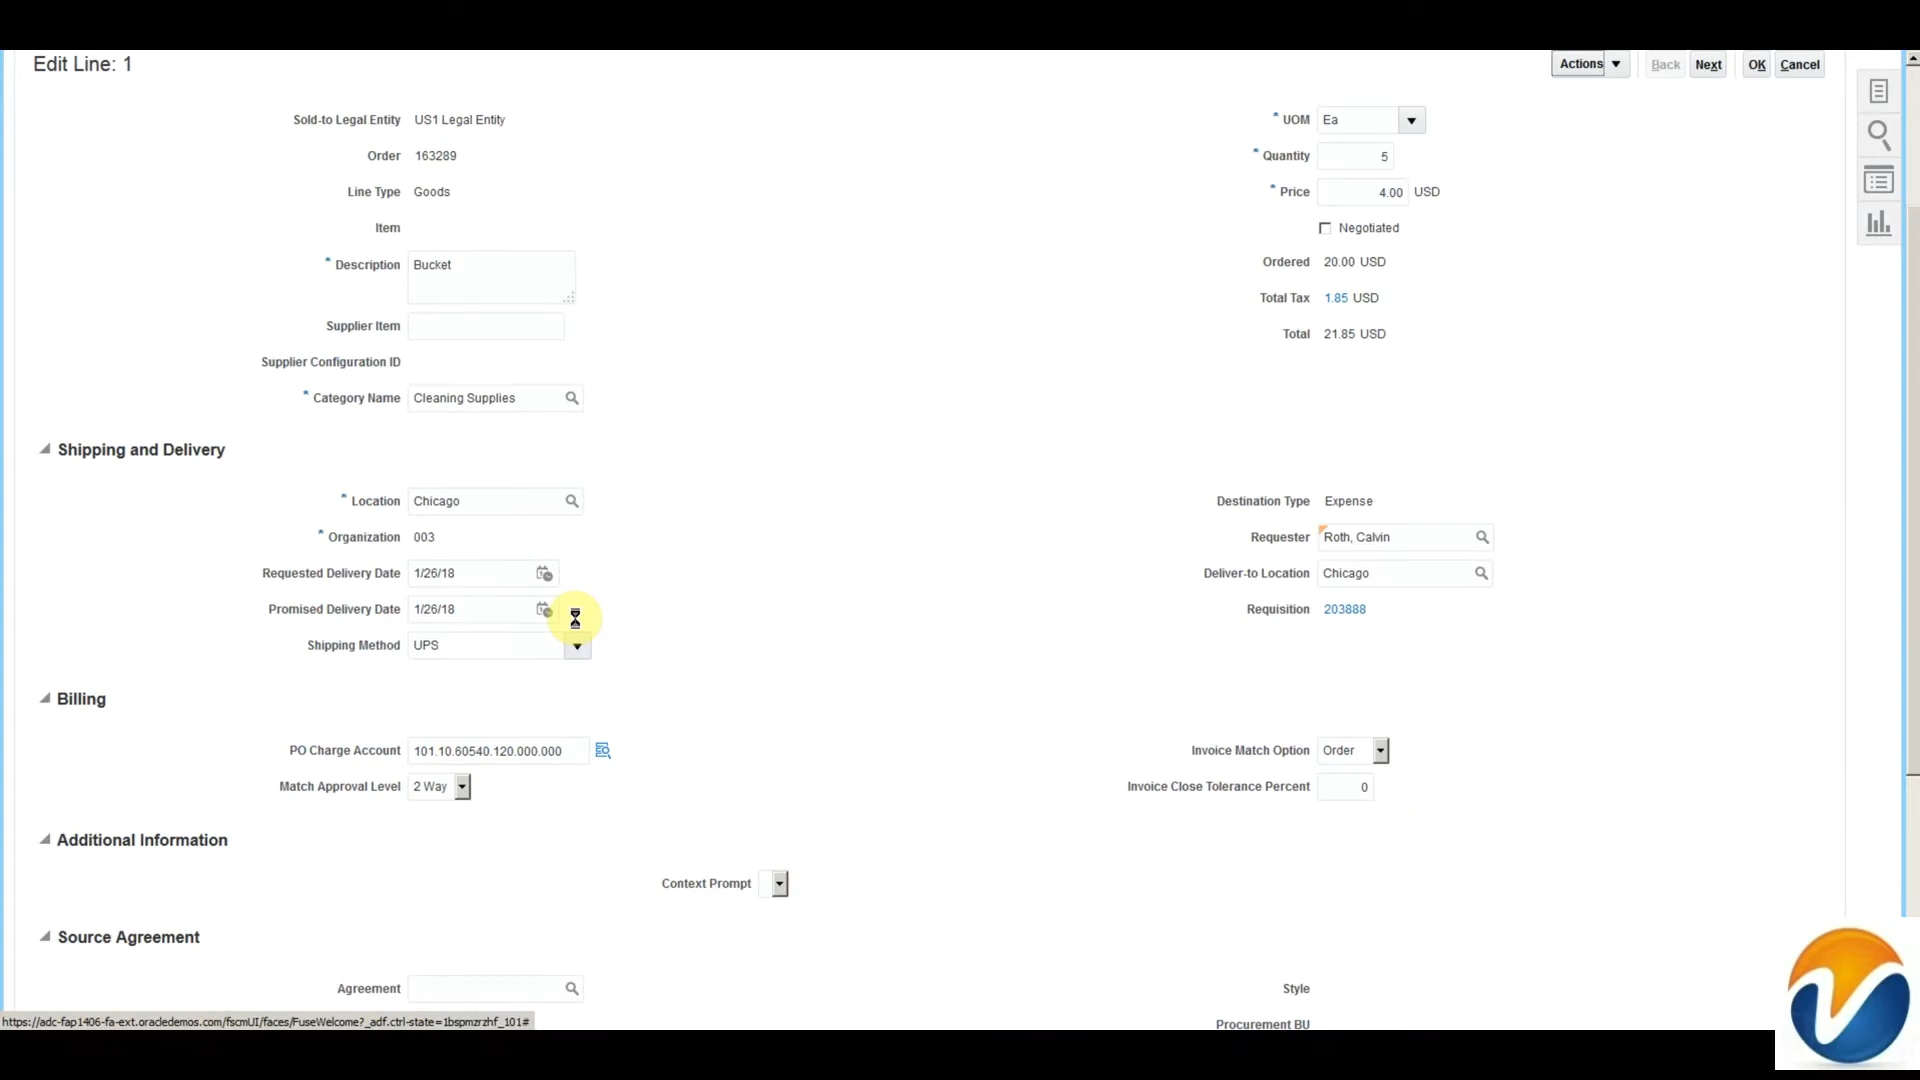 Edit Line: 1
Actions Back Next OK Cancel
Sold-to Legal Entity US1 Legal Entity
* UOM Ea
Order 163289
* Quantity 5
Line Type Goods
* Price 4.00 USD
Item
Negotiated
* Description Bucket
Ordered 20.00 USD
Total Tax 1.85 USD
Supplier Item
Total 21.85 USD
Supplier Configuration ID
* Category Name Cleaning Supplies
Shipping and Delivery
* Location Chicago
Destination Type Expense
* Organization 003
Requester Roth, Calvin
Requested Delivery Date 1/26/18
Deliver-to Location Chicago
Promised Delivery Date 1/26/18
Requisition 203888
Shipping Method UPS
Billing
PO Charge Account 101.10.60540.120.000.000
Invoice Match Option Order
Match Approval Level 2 Way
Invoice Close Tolerance Percent 0
Additional Information
Context Prompt
Source Agreement
Agreement
Style
https://adc-fap1406-fa-ext.oracledemos.com/fscmUI/faces/FuseWelcome?_adf.ctrl-state=1bspmzrzhf_101#
Procurement BU